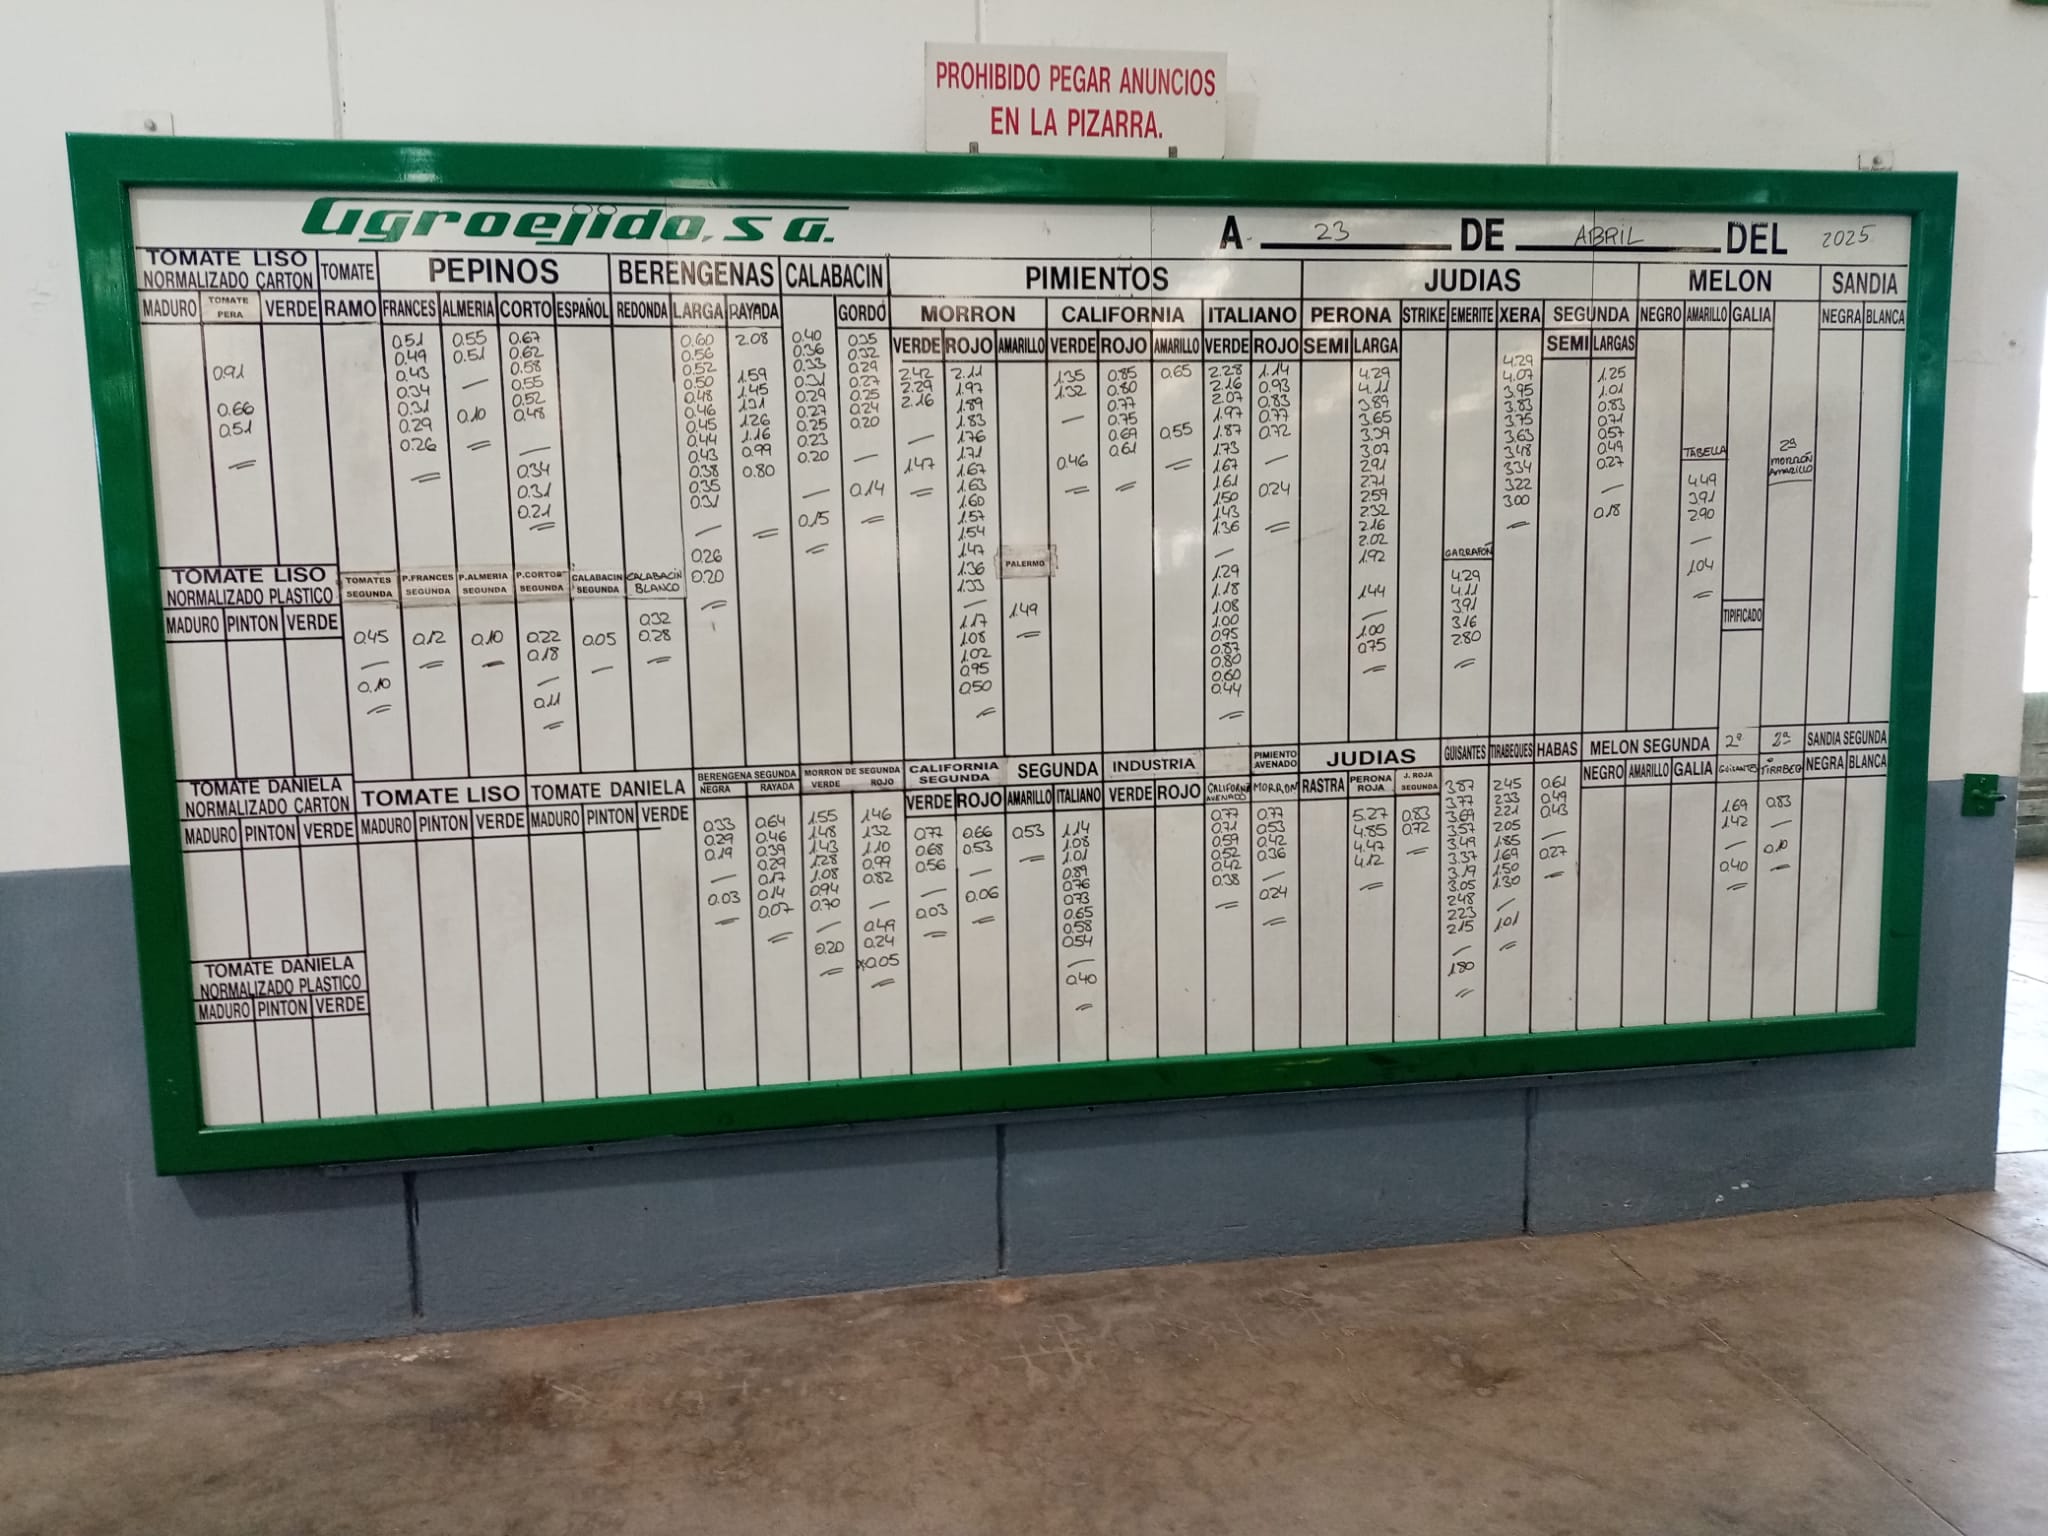 PROHIBIDO PEGAR ANUNCIOS
EN LA PIZARRA.
Agroejido, S.A.
A 23 DE ABRIL DEL 2025
TOMATE LISO
NORMALIZADO CARTON
MADURO TOMATE PERA VERDE
0.91
0.66
0.51
TOMATE
RAMO
PEPINOS
FRANCES ALMERIA CORTO ESPAÑOL
0.51 0.55 0.67
0.49 0.51 0.62
0.43 — 0.58
0.34 0.10 0.55
0.31 0.52
0.29 0.48
0.26 —
0.34
0.31
0.21
BERENGENAS
REDONDA LARGA RAYADA
0.60 2.08
0.56 1.59
0.52 1.45
0.50 1.31
0.48 1.26
0.46 1.16
0.45 0.99
0.44 0.80
0.43
0.38
0.35
0.31
—
0.26
0.20
CALABACIN
GORDO
0.40 0.35
0.36 0.32
0.33 0.29
0.31 0.27
0.29 0.25
0.27 0.24
0.25 0.20
0.23 —
0.20 0.14
—
0.15
PIMIENTOS
MORRON
VERDE ROJO AMARILLO
2.42 2.11
2.29 1.97
2.16 1.89
— 1.83
1.47 1.76
1.71
1.67
1.63
1.60
1.57
1.54
1.47
1.36
1.33
—
1.17
1.08
1.02
0.95
0.50
PALERMO
1.49
CALIFORNIA
VERDE ROJO AMARILLO
1.35 0.85 0.65
1.32 0.80 0.55
— 0.77
0.46 0.75
0.69
0.61
ITALIANO
VERDE ROJO
2.28 1.14
2.16 0.93
2.07 0.83
1.97 0.77
1.87 0.72
1.73 —
1.67 0.24
1.61
1.50
1.43
1.36
—
1.29
1.18
1.08
1.00
0.95
0.87
0.80
0.60
0.44
JUDIAS
PERONA STRIKE EMERITE XERA SEGUNDA
SEMI LARGA SEMI LARGAS
4.29
4.11
3.89
3.65
3.39
3.07
2.91
2.71
2.59
2.32
2.16
2.02
1.92
1.44
—
1.00
0.75
GARRAFON
4.29
4.11
3.91
3.16
2.80
4.29
4.07
3.95
3.83
3.75
3.63
3.48
3.34
3.22
3.00
1.25
1.01
0.83
0.71
0.57
0.49
0.27
—
0.18
MELON
NEGRO AMARILLO GALIA
TABELLA
4.49
3.91
2.90
—
1.04
TIPIFICADO
2ª
MORRÓN
AMARILLO
SANDIA
NEGRA BLANCA
TOMATE LISO
NORMALIZADO PLASTICO
MADURO PINTON VERDE
TOMATES SEGUNDA
0.45
—
0.10
P.FRANCES SEGUNDA
0.12
P.ALMERIA SEGUNDA
0.10
P.CORTOS SEGUNDA
0.22
0.18
—
0.11
CALABACIN SEGUNDA
0.05
—
CALABACIN BLANCO
0.32
0.28
TOMATE DANIELA
NORMALIZADO CARTON
MADURO PINTON VERDE
TOMATE LISO
MADURO PINTON VERDE
TOMATE DANIELA
MADURO PINTON VERDE
BERENGENA SEGUNDA
NEGRA RAYADA
0.33 0.64
0.29 0.46
0.19 0.39
— 0.29
0.03 0.17
0.14
0.07
MORRON DE SEGUNDA
VERDE ROJO
1.55 1.46
1.48 1.32
1.43 1.10
1.28 0.99
1.08 0.82
0.94 —
0.70 0.49
— 0.24
0.20 x0.05
CALIFORNIA SEGUNDA
VERDE ROJO
0.77 0.66
0.68 0.53
0.56 —
— 0.06
0.03
SEGUNDA
AMARILLO ITALIANO
0.53 1.14
— 1.08
1.01
0.89
0.76
0.73
0.65
0.58
0.54
—
0.40
INDUSTRIA
VERDE ROJO
CALIFORNIA AVENADO
0.77
0.71
0.59
0.52
0.42
0.38
PIMIENTO AVENADO
MORRON
0.77
0.53
0.42
0.36
—
0.24
JUDIAS
RASTRA PERONA ROJA J. ROJA SEGUNDA
5.27 0.83
4.85 0.72
4.47
4.12
GUISANTES TIRABEQUES HABAS
3.87 2.45 0.61
3.77 2.33 0.49
3.69 2.21 0.43
3.57 2.05 —
3.49 1.85 0.27
3.37 1.69
3.19 1.50
3.05 1.30
2.48 —
2.23 1.01
2.15
—
1.80
MELON SEGUNDA
NEGRO AMARILLO GALIA
2ª GUISANTES
1.69
1.42
—
0.40
2ª TIRABEQ
0.83
—
0.10
SANDIA SEGUNDA
NEGRA BLANCA
TOMATE DANIELA
NORMALIZADO PLASTICO
MADURO PINTON VERDE